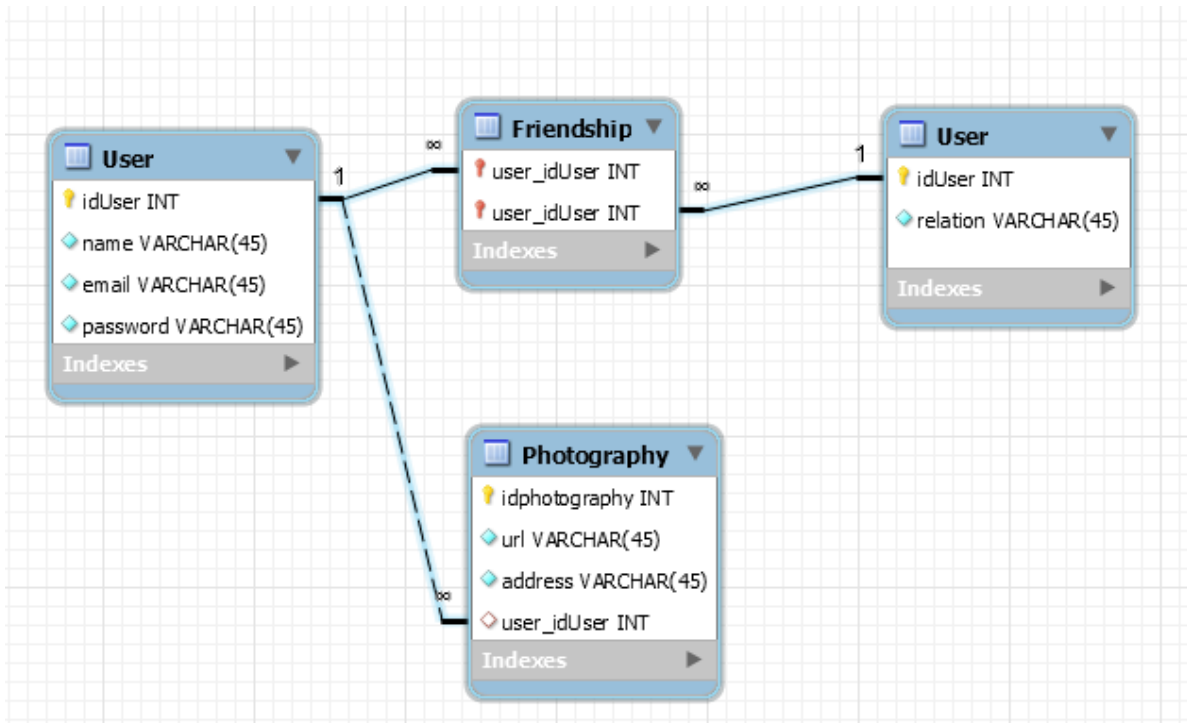 User
idUser INT
name VARCHAR(45)
email VARCHAR(45)
password VARCHAR(45)
Indexes
1
∞
Friendship
user_idUser INT
user_idUser INT
Indexes
∞
1
User
idUser INT
relation VARCHAR(45)
Indexes
∞
Photography
idphotography INT
url VARCHAR(45)
address VARCHAR(45)
user_idUser INT
Indexes